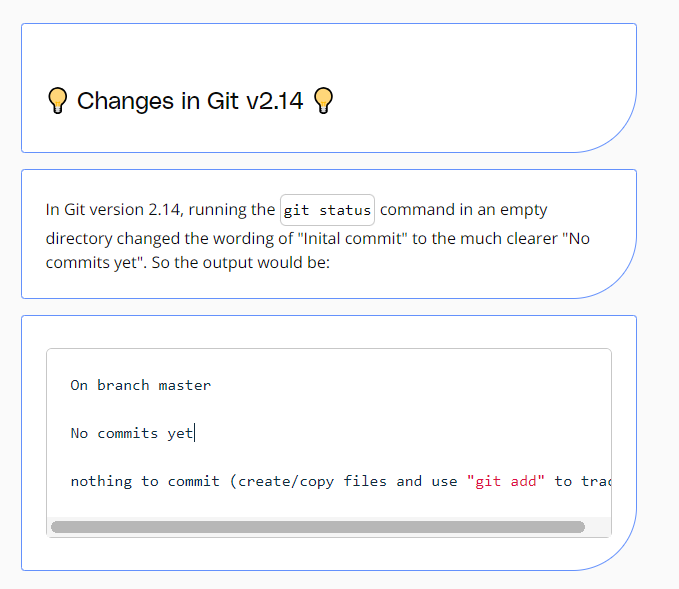 💡 Changes in Git v2.14 💡
In Git version 2.14, running the git status command in an empty
directory changed the wording of "Inital commit" to the much clearer "No
commits yet". So the output would be:
On branch master
No commits yet
nothing to commit (create/copy files and use "git add" to trac